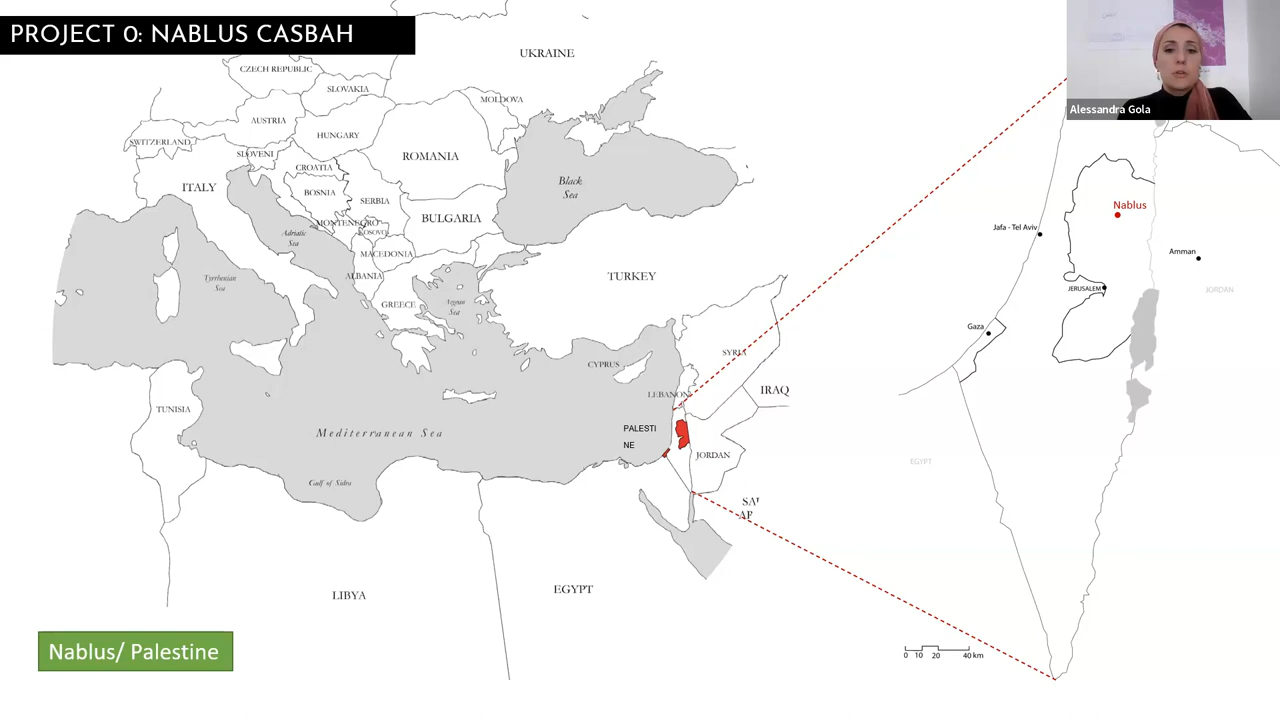 PROJECT 0: NABLUS CASBAH
Alessandra Gola
UKRAINE
CZECH REPUBLIC
SLOVAKIA
MOLDOVA
AUSTRIA
HUNGARY
SWITZERLAND
SLOVENI
ROMANIA
CROATIA
ITALY
BOSNIA
SERBIA
Black
Sea
BULGARIA
MONTENEGRO
KOSOVO
Adriatic
Sea
MACEDONIA
ALBANIA
TURKEY
Tyrrhenian
Sea
GREECE
Aegean
Sea
SYRIA
CYPRUS
LEBANON
IRAQ
TUNISIA
Mediterranean Sea
PALESTI
NE
JORDAN
Gulf of Sidra
LIBYA
EGYPT
Nablus
Jafa - Tel Aviv
Amman
JERUSALEM
JORDAN
Gaza
EGYPT
0 10 20 40 km
Nablus/ Palestine